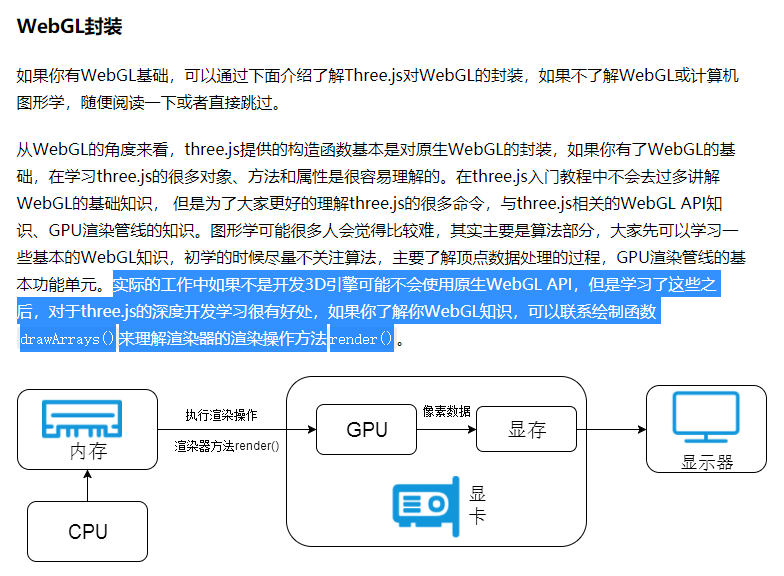 WebGL封装
如果你有WebGL基础，可以通过下面介绍了解Three.js对WebGL的封装，如果不了解WebGL或计算机
图形学，随便阅读一下或者直接跳过。
从WebGL的角度来看，three.js提供的构造函数基本是对原生WebGL的封装，如果你有了WebGL的基
础，在学习three.js的很多对象、方法和属性是很容易理解的。在three.js入门教程中不会去过多讲解
WebGL的基础知识， 但是为了大家更好的理解three.js的很多命令，与three.js相关的WebGL API知
识、GPU渲染管线的知识。图形学可能很多人会觉得比较难，其实主要是算法部分，大家先可以学习一
些基本的WebGL知识，初学的时候尽量不关注算法，主要了解顶点数据处理的过程，GPU渲染管线的基
本功能单元。实际的工作中如果不是开发3D引擎可能不会使用原生WebGL API，但是学习了这些之
后，对于three.js的深度开发学习很有好处，如果你了解你WebGL知识，可以联系绘制函数
drawArrays()来理解渲染器的渲染操作方法render()。
内存
CPU
执行渲染操作
渲染器方法render()
GPU
像素数据
显存
显
卡
显示器